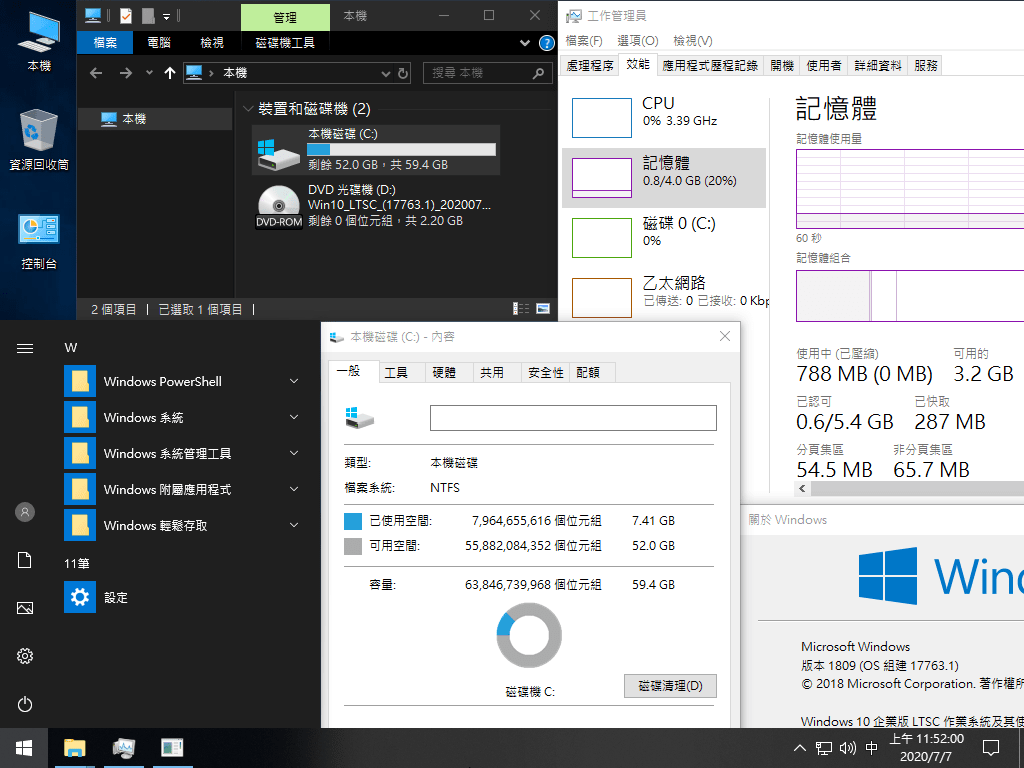 本機
資源回收筒
控制台
管理
本機
檔案
電腦
檢視
磁碟機工具
本機
搜尋 本機
本機
裝置和磁碟機 (2)
本機磁碟 (C:)
剩餘 52.0 GB，共 59.4 GB
DVD 光碟機 (D:)
Win10_LTSC_(17763.1)_202007...
DVD-ROM
剩餘 0 個位元組，共 2.20 GB
2 個項目
已選取 1 個項目
工作管理員
檔案(F)
選項(O)
檢視(V)
處理程序
效能
應用程式歷程記錄
開機
使用者
詳細資料
服務
CPU
0% 3.39 GHz
記憶體
0.8/4.0 GB (20%)
磁碟 0 (C:)
0%
乙太網路
已傳送: 0 已接收: 0 Kbp
記憶體
記憶體使用量
60 秒
記憶體組合
使用中 (已壓縮)
可用的
788 MB (0 MB)
3.2 GB
已認可
已快取
0.6/5.4 GB
287 MB
分頁集區
非分頁集區
54.5 MB
65.7 MB
W
Windows PowerShell
Windows 系統
Windows 系統管理工具
Windows 附屬應用程式
Windows 輕鬆存取
11筆
設定
本機磁碟 (C:) - 內容
一般
工具
硬體
共用
安全性
配額
類型:
本機磁碟
檔案系統:
NTFS
已使用空間:
7,964,655,616 個位元組
7.41 GB
可用空間:
55,882,084,352 個位元組
52.0 GB
容量:
63,846,739,968 個位元組
59.4 GB
磁碟機 C:
磁碟清理(D)
關於 Windows
Wind
Microsoft Windows
版本 1809 (OS 組建 17763.1)
© 2018 Microsoft Corporation. 著作權所
Windows 10 企業版 LTSC 作業系統及其使
中
上午 11:52:00
2020/7/7